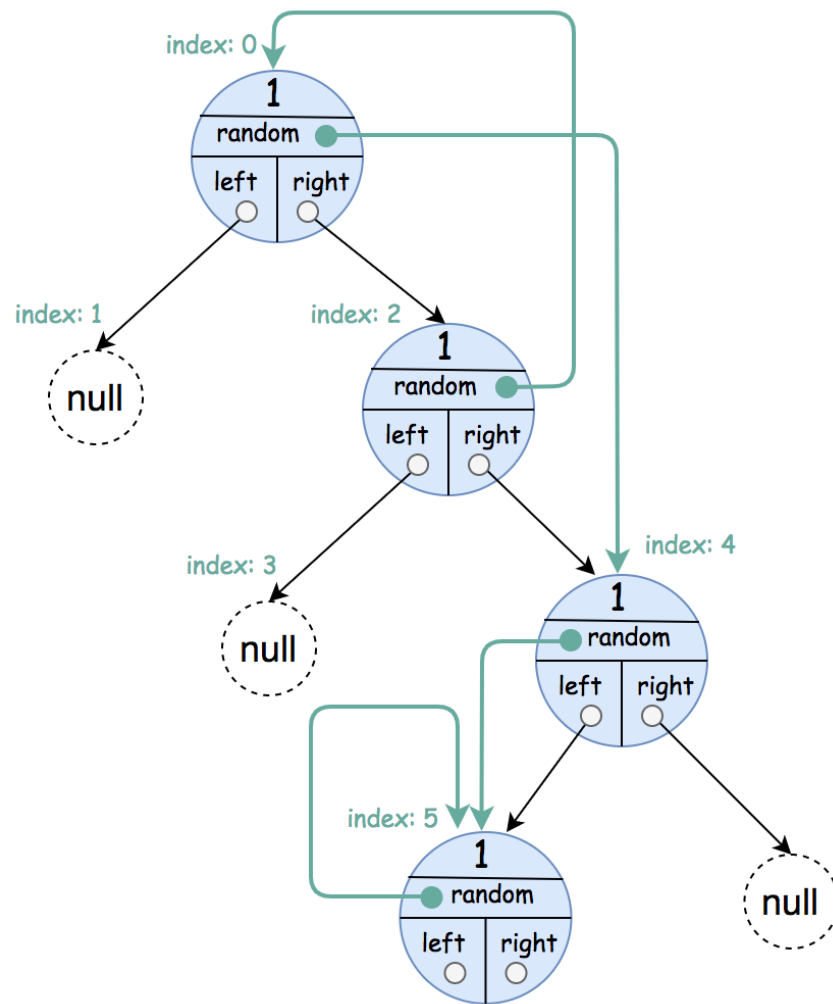 index: 0
1
random
left right
index: 1
index: 2
null
1
random
left right
index: 3
index: 4
null
1
random
left right
index: 5
1
random
left right
null